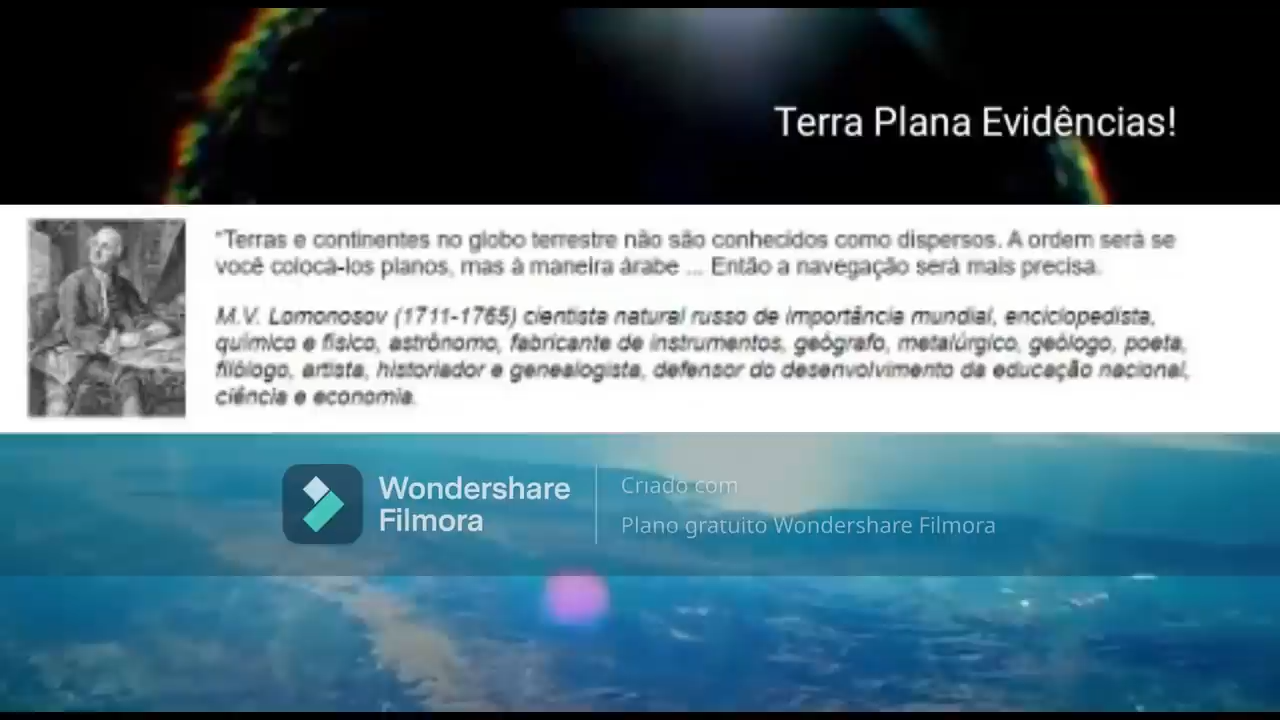 Terra Plana Evidências!
"Terras e continentes no globo terrestre não são conhecidos como dispersos. A ordem será se
você colocá-los planos, mas à maneira árabe ... Então a navegação será mais precisa.
M.V. Lomonosov (1711-1765) cientista natural russo de importância mundial, enciclopedista,
químico e físico, astrônomo, fabricante de instrumentos, geógrafo, metalúrgico, geólogo, poeta,
filólogo, artista, historiador e genealogista, defensor do desenvolvimento da educação nacional,
ciência e economia.
Wondershare
Filmora
Criado com
Plano gratuito Wondershare Filmora